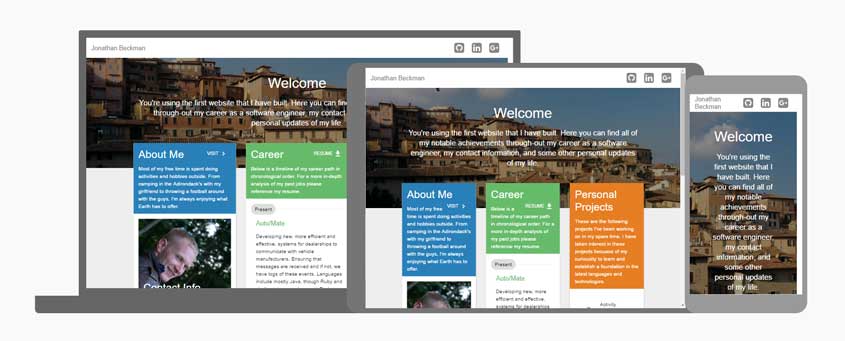 Jonathan Beckman
Welcome
You're using the first website that I have built. Here you can find
through-out my career as a software engineer, my contact
personal updates of my life.
About Me
VISIT
Most of my free time is spent doing
activities and hobbies outside. From
camping in the Adirondack's with my
girlfriend to throwing a football around
with the guys, I'm always enjoying what
Earth has to offer.
Contact Info
Career
RESUME
Below is a timeline of my career path in
chronological order. For a more in-depth
analysis of my past jobs please
reference my resume.
Present
Auto/Mate
Developing new, more efficient and
effective, systems for dealerships to
communicate with vehicle
manufacturers. Ensuring that
messages are received and if not, we
have logs of these events. Languages
include mostly Java, though Ruby and
Jonathan Beckman
Welcome
You're using the first website that I have built. Here you can find all of
my notable achievements through-out my career as a software
engineer, my contact information, and some other personal updates
of my life.
About Me
VISIT
Most of my free
time is spent doing activities
and hobbies outside. From
camping in the Adirondack's
with my girlfriend to
throwing a football around
with the guys, I'm always
enjoying what Earth has to
offer.
Career
RESUME
Below is a
timeline of my career path in
chronological order. For a
more in-depth analysis of my
past jobs please
reference my resume.
Present
Auto/Mate
Developing new, more
efficient and effective,
systems for dealerships
Personal
Projects
These are the following
projects I've been working
on in my spare time. I have
taken interest in these
projects because of my
curiosity to learn and
establish a foundation in the
latest languages and
technologies.
Activity
Jonathan
Beckman
Welcome
You're using the
first website that I
have built. Here
you can find all of
my notable
achievements
through-out my
career as a
software engineer,
my contact
information, and
some other
personal updates
of my life.